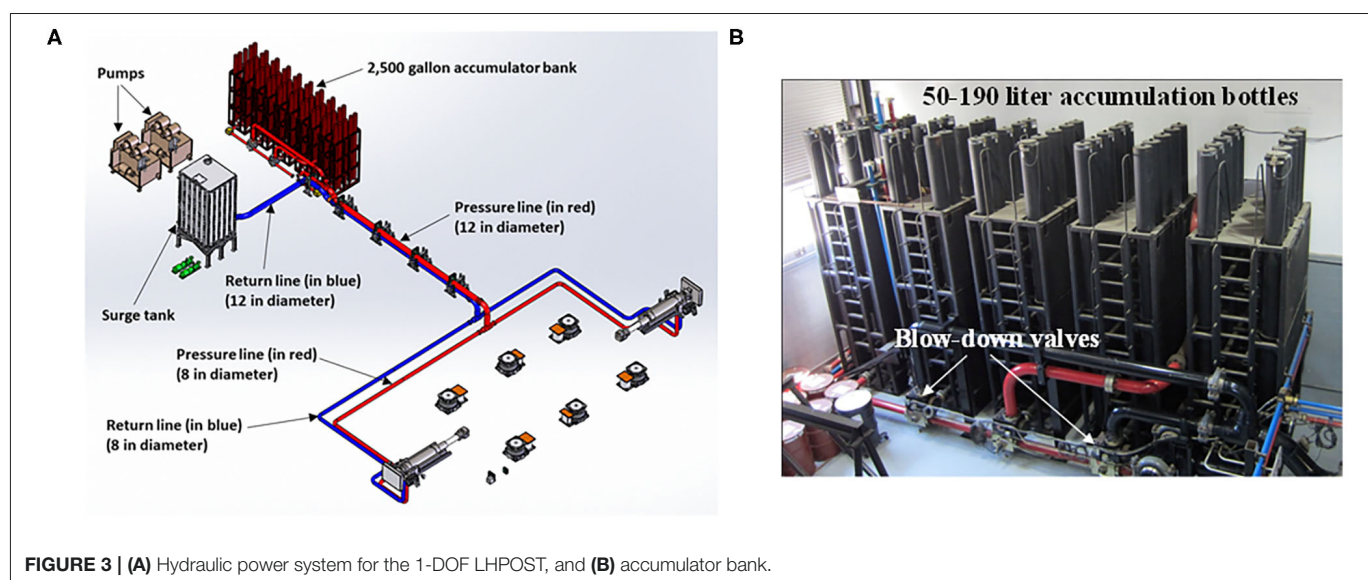 A
Pumps
2,500 gallon accumulator bank
Pressure line (in red)
(12 in diameter)
Return line (in blue)
(12 in diameter)
Surge tank
Pressure line (in red)
(8 in diameter)
Return line (in blue)
(8 in diameter)
B
50-190 liter accumulation bottles
Blow-down valves
FIGURE 3 | (A) Hydraulic power system for the 1-DOF LHPOST, and (B) accumulator bank.